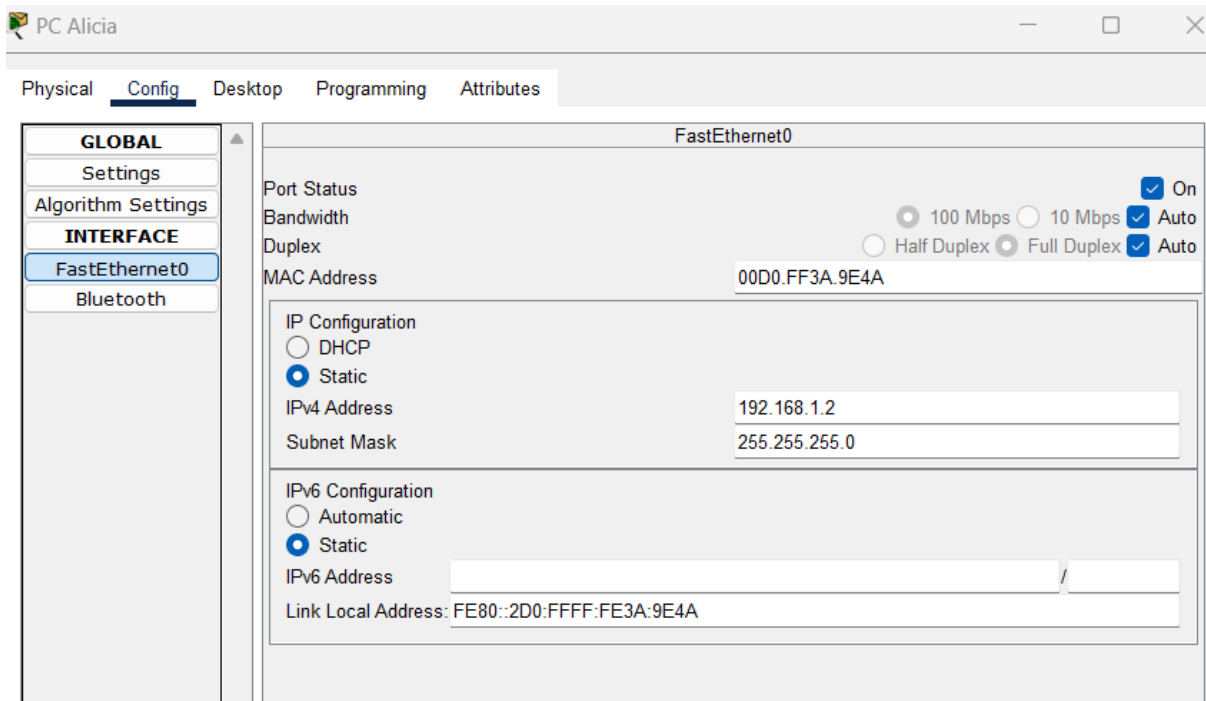 PC Alicia
Physical Config Desktop Programming Attributes
GLOBAL
Settings
Algorithm Settings
INTERFACE
FastEthernet0
Bluetooth
FastEthernet0
Port Status On
Bandwidth 100 Mbps 10 Mbps Auto
Duplex Half Duplex Full Duplex Auto
MAC Address 00D0.FF3A.9E4A
IP Configuration
DHCP
Static
IPv4 Address 192.168.1.2
Subnet Mask 255.255.255.0
IPv6 Configuration
Automatic
Static
IPv6 Address /
Link Local Address: FE80::2D0:FFFF:FE3A:9E4A